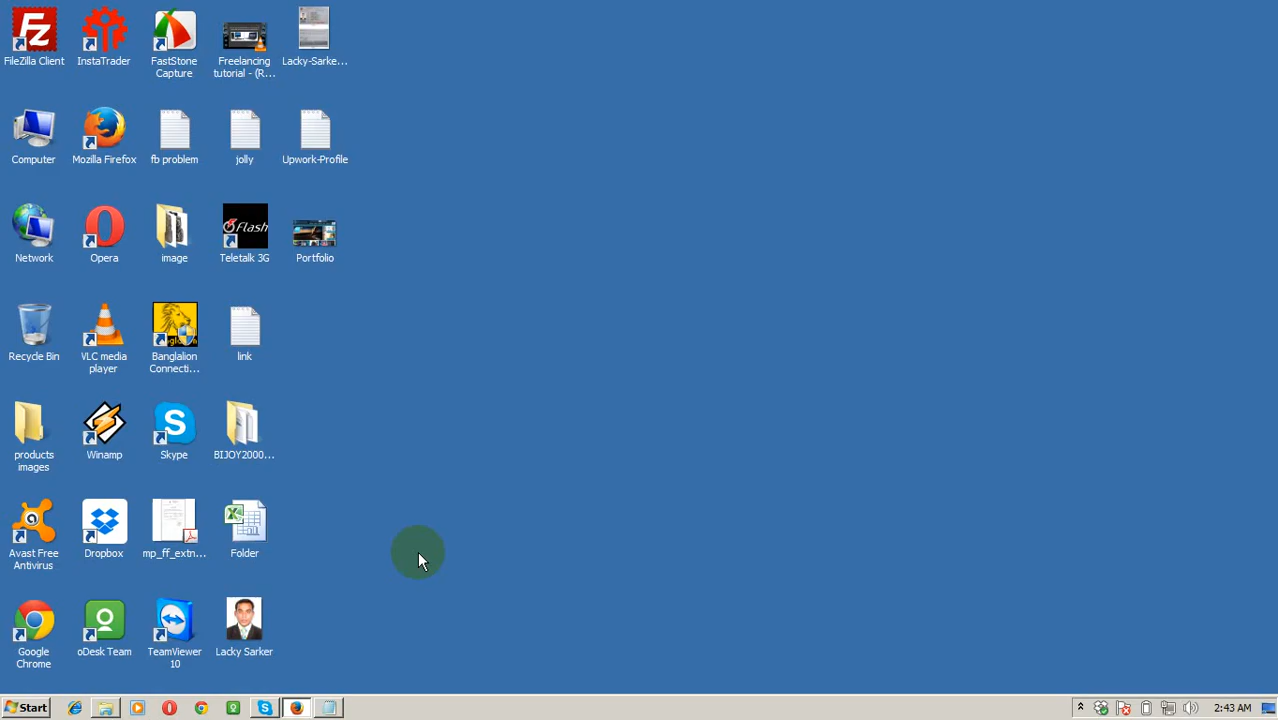 FileZilla Client
InstaTrader
FastStone
Capture
Freelancing
tutorial - (R...
Lacky-Sarke...
Computer
Mozilla Firefox
fb problem
jolly
Upwork-Profile
Network
Opera
image
Flash
Teletalk 3G
Portfolio
Recycle Bin
VLC media
player
Banglalion
Connecti...
link
products
images
Winamp
Skype
BIJOY2000...
Avast Free
Antivirus
Dropbox
mp_ff_extn...
Folder
Google
Chrome
oDesk Team
TeamViewer
10
Lacky Sarker
Start
2:43 AM